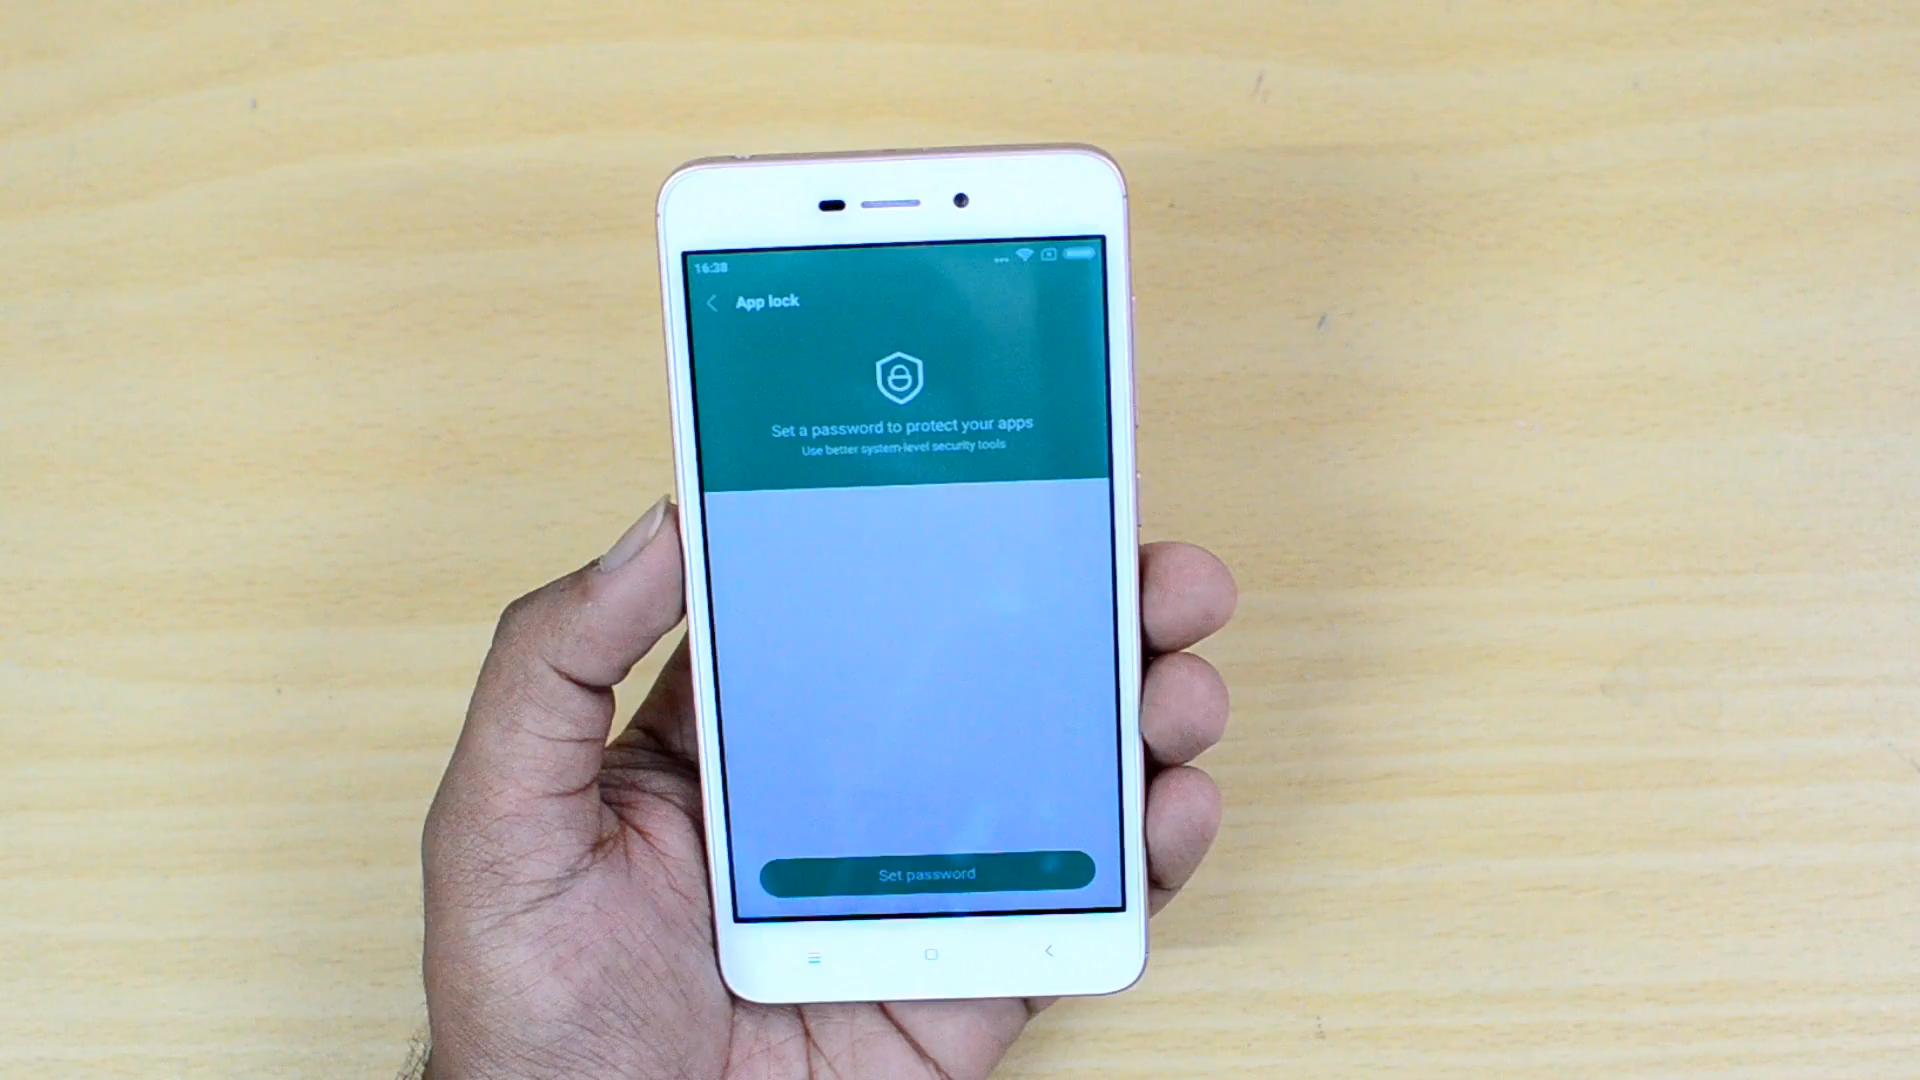 16:38
App lock
Set a password to protect your apps
Use better system-level security tools
Set password